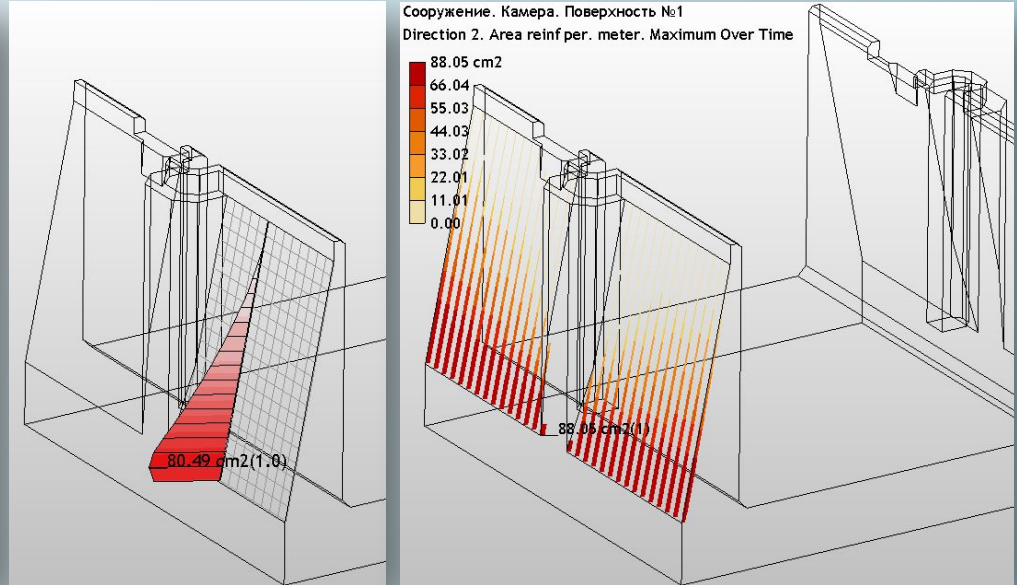 Сооружение. Камера. Поверхность №1
Direction 2. Area reinf per. meter. Maximum Over Time
88.05 cm2
66.04
55.03
44.03
33.02
22.01
11.01
0.00
80.49 cm2(1.0)
88.05 cm2(1)